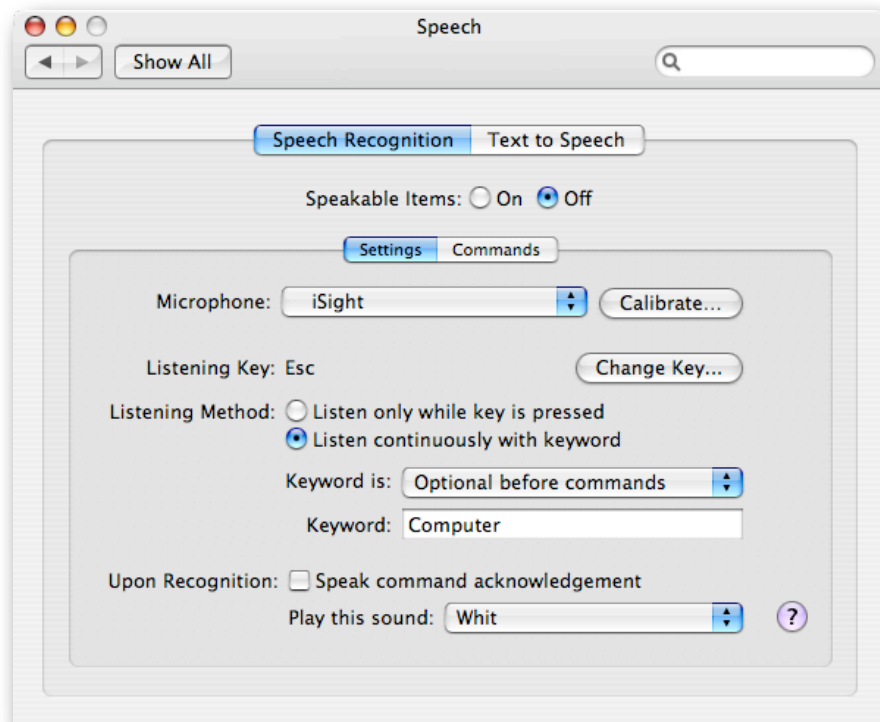 Speech
Show All
Speech Recognition Text to Speech
Speakable Items: On Off
Settings Commands
Microphone: iSight Calibrate...
Listening Key: Esc Change Key...
Listening Method: Listen only while key is pressed
Listen continuously with keyword
Keyword is: Optional before commands
Keyword: Computer
Upon Recognition: Speak command acknowledgement
Play this sound: Whit ?